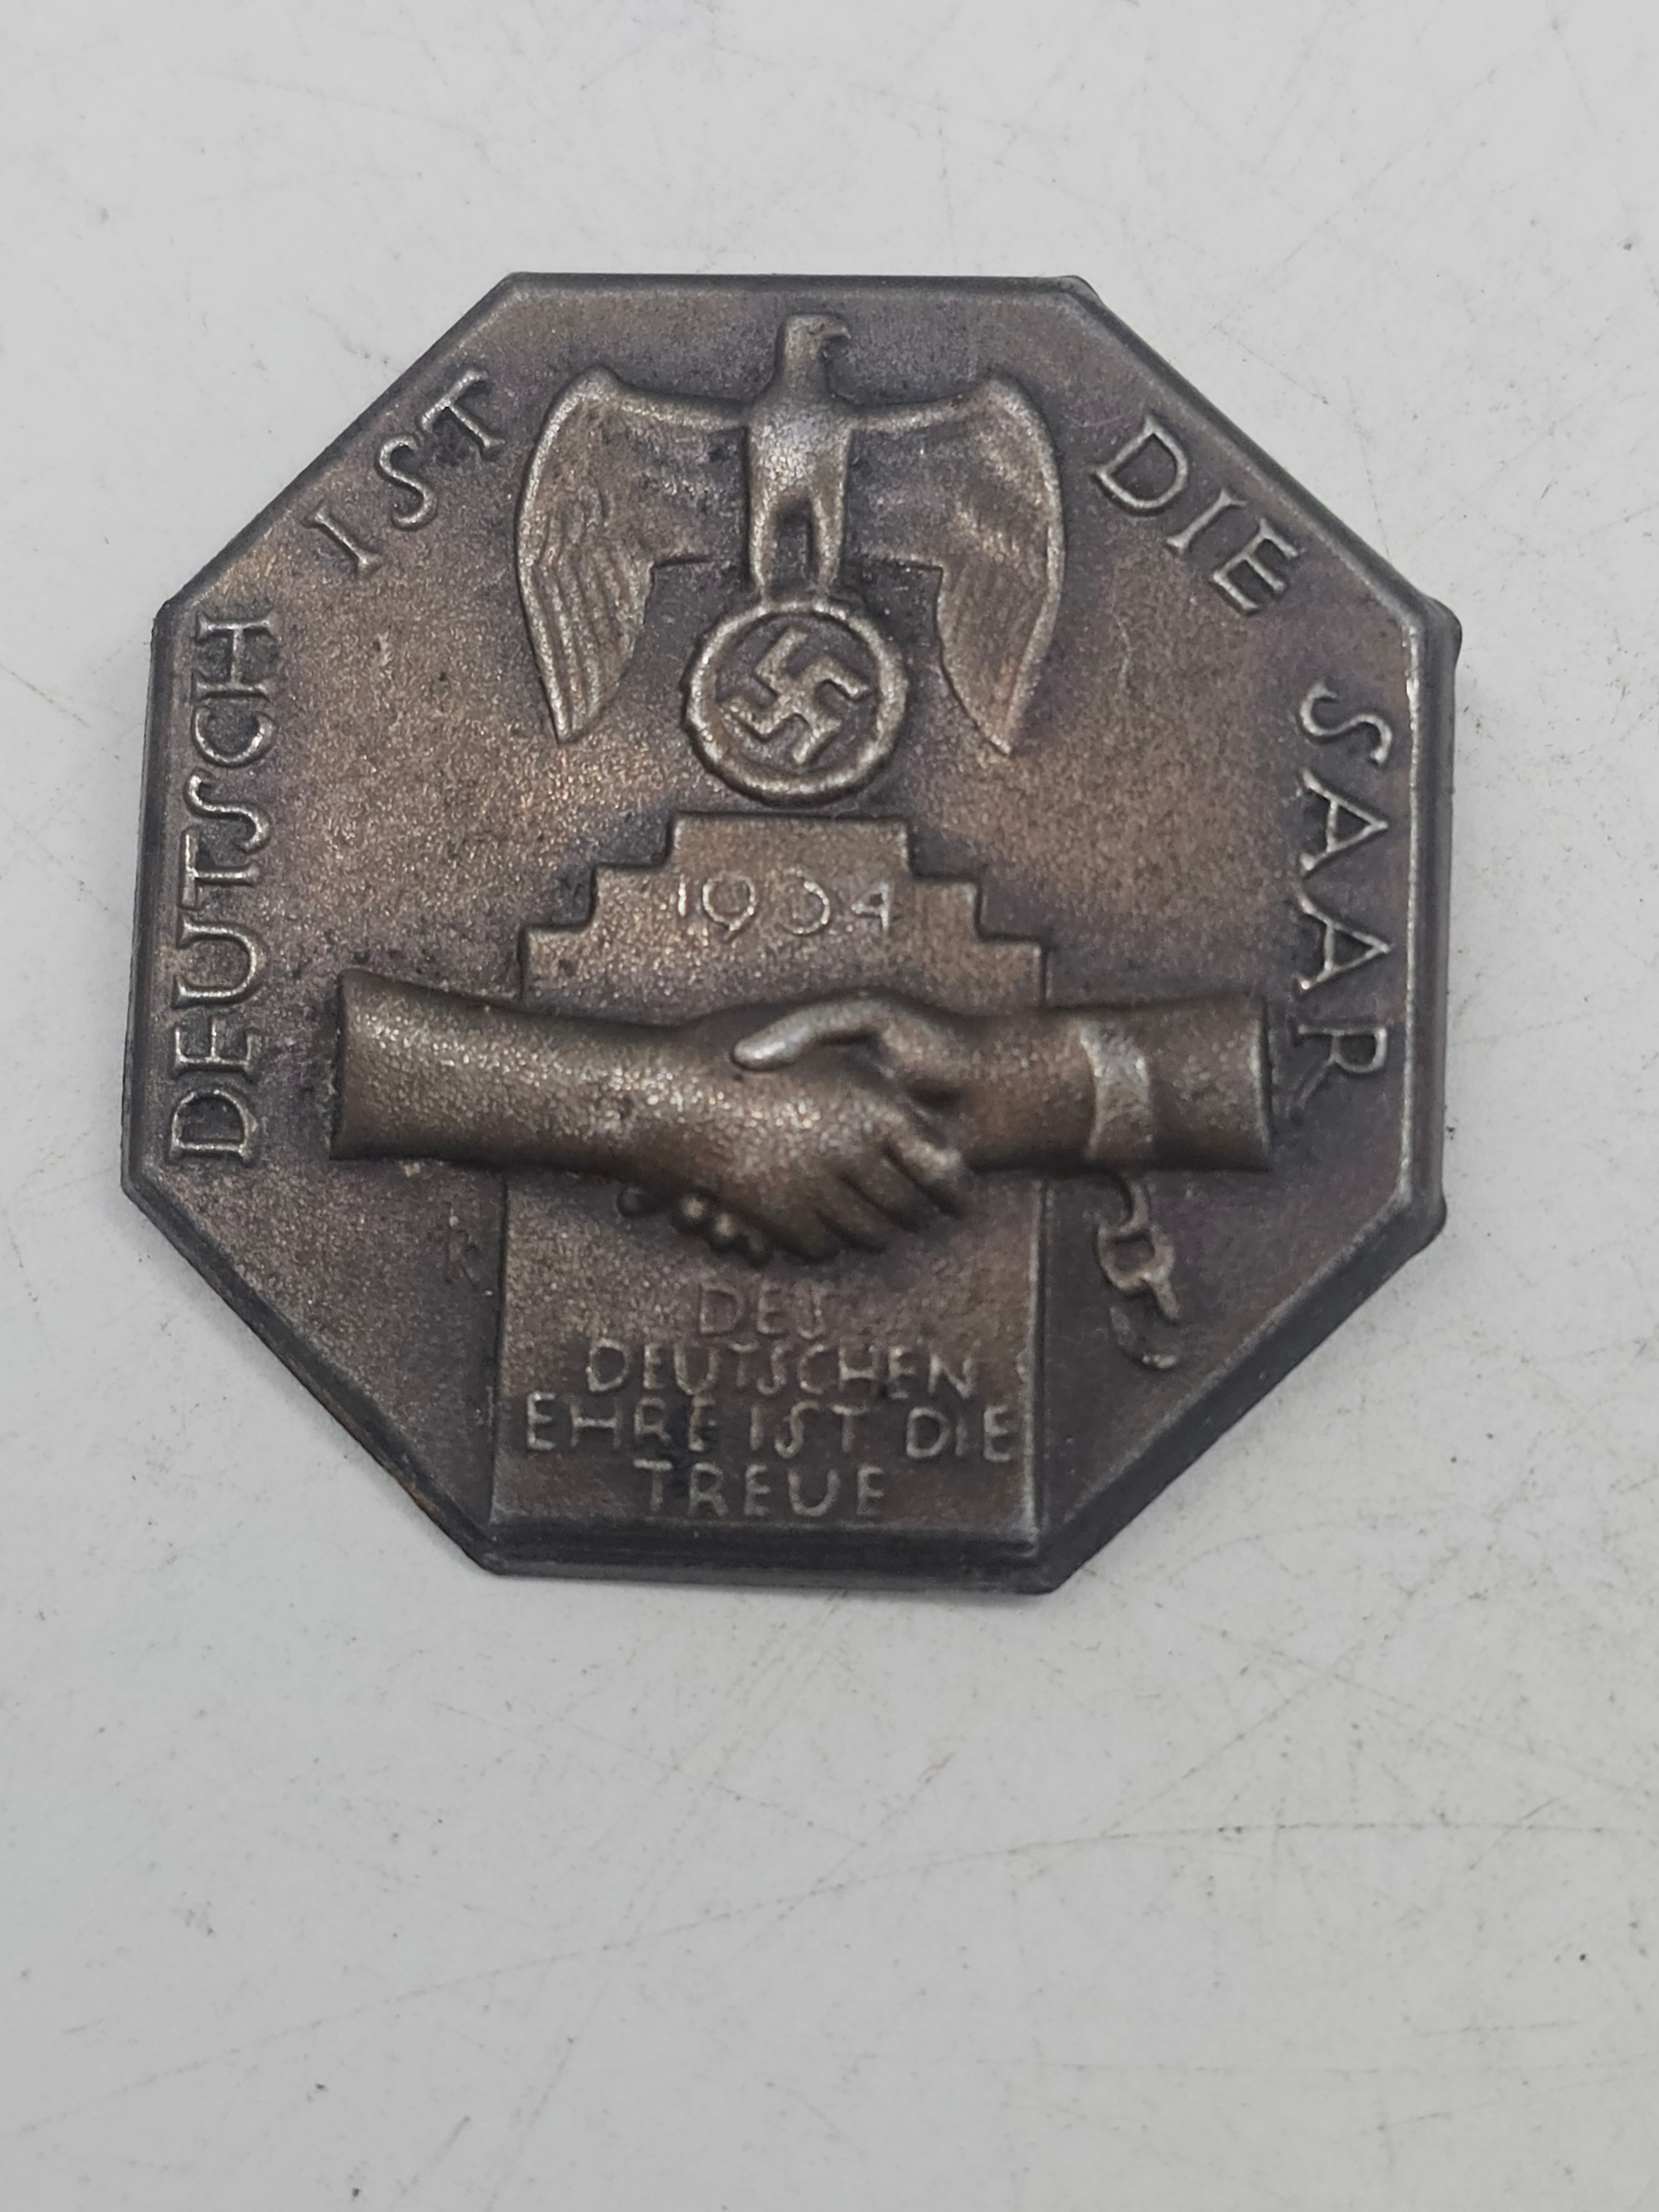 DEUTSCH IST DIE SAAR
1934
DES
DEUTSCHEN
EHRE IST DIE
TREUE